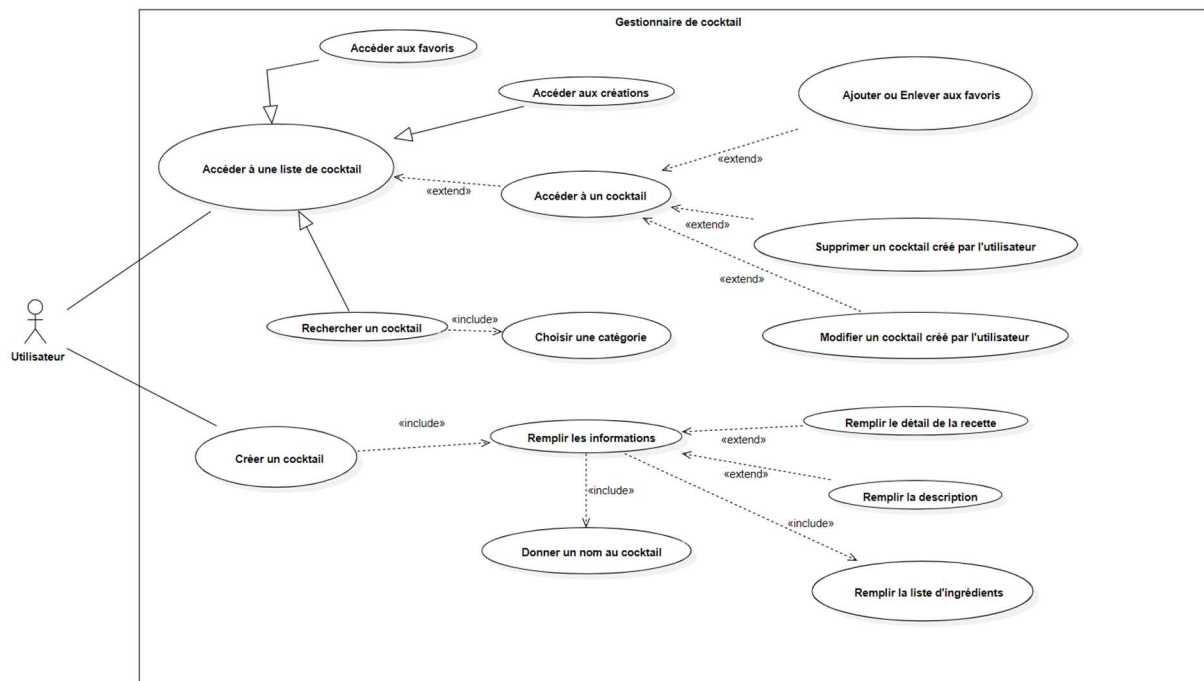 Gestionnaire de cocktail
Accéder aux favoris
Accéder aux créations
Ajouter ou Enlever aux favoris
«extend»
Accéder à une liste de cocktail
«extend»
Accéder à un cocktail
«extend»
Supprimer un cocktail créé par l'utilisateur
«extend»
Rechercher un cocktail
«include»
Choisir une catégorie
Modifier un cocktail créé par l'utilisateur
Utilisateur
«include»
Remplir le détail de la recette
Remplir les informations
«extend»
Créer un cocktail
«extend»
«include»
Remplir la description
«include»
Donner un nom au cocktail
Remplir la liste d'ingrédients